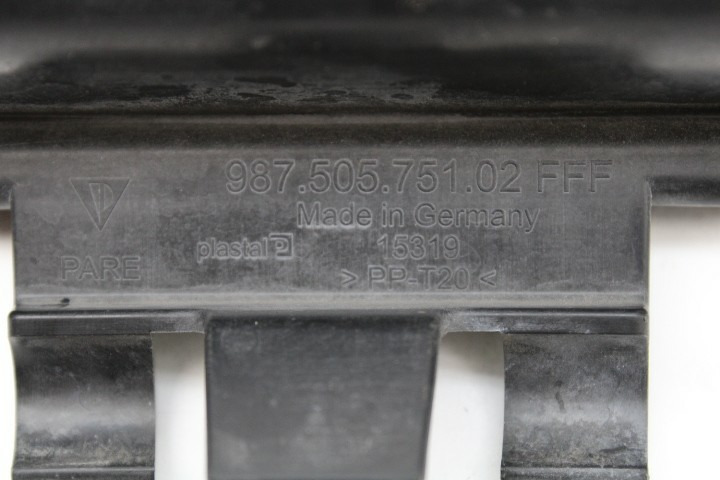 987.505.751.02 FFF
Made in Germany
plastal
15319
PARE
> PP-T20 <